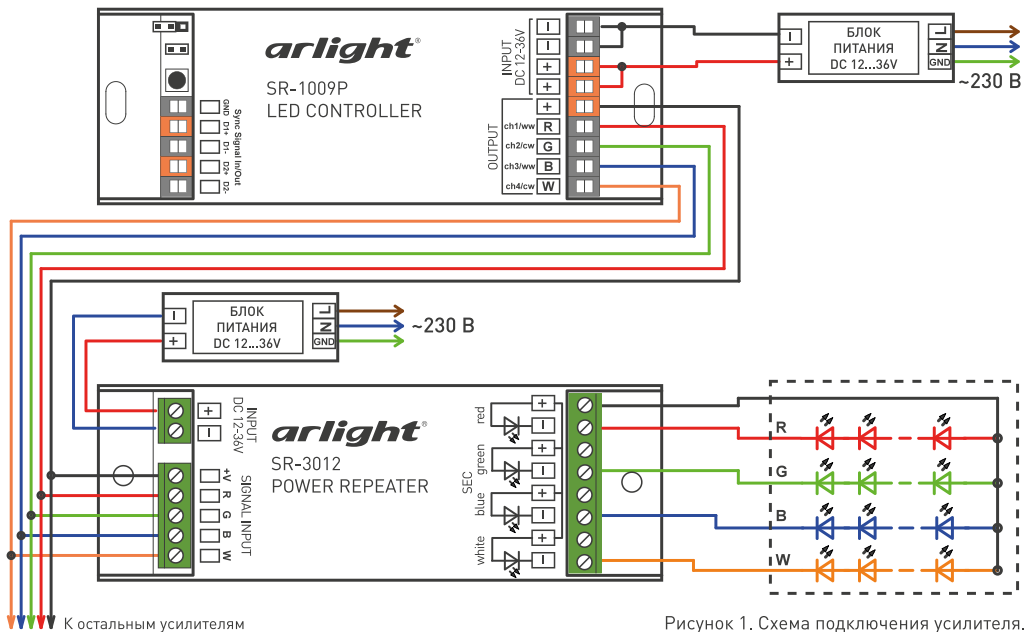 arlight®
SR-1009P
LED CONTROLLER
GND
D1+
D1-
D2+
D2-
Sync Signal In/Out
INPUT
DC 12-36V
−
−
+
+
OUTPUT
+
ch1/ww R
ch2/cw G
ch3/ww B
ch4/cw W
−
+
БЛОК
ПИТАНИЯ
DC 12...36V
L
N
GND
~230 В
−
+
БЛОК
ПИТАНИЯ
DC 12...36V
L
N
GND
~230 В
+
−
INPUT
DC 12-36V
arlight®
SR-3012
POWER REPEATER
+V
R
G
B
W
SIGNAL INPUT
SEC
red
+
−
green
+
−
blue
+
−
white
+
−
R
G
B
W
К остальным усилителям
Рисунок 1. Схема подключения усилителя.